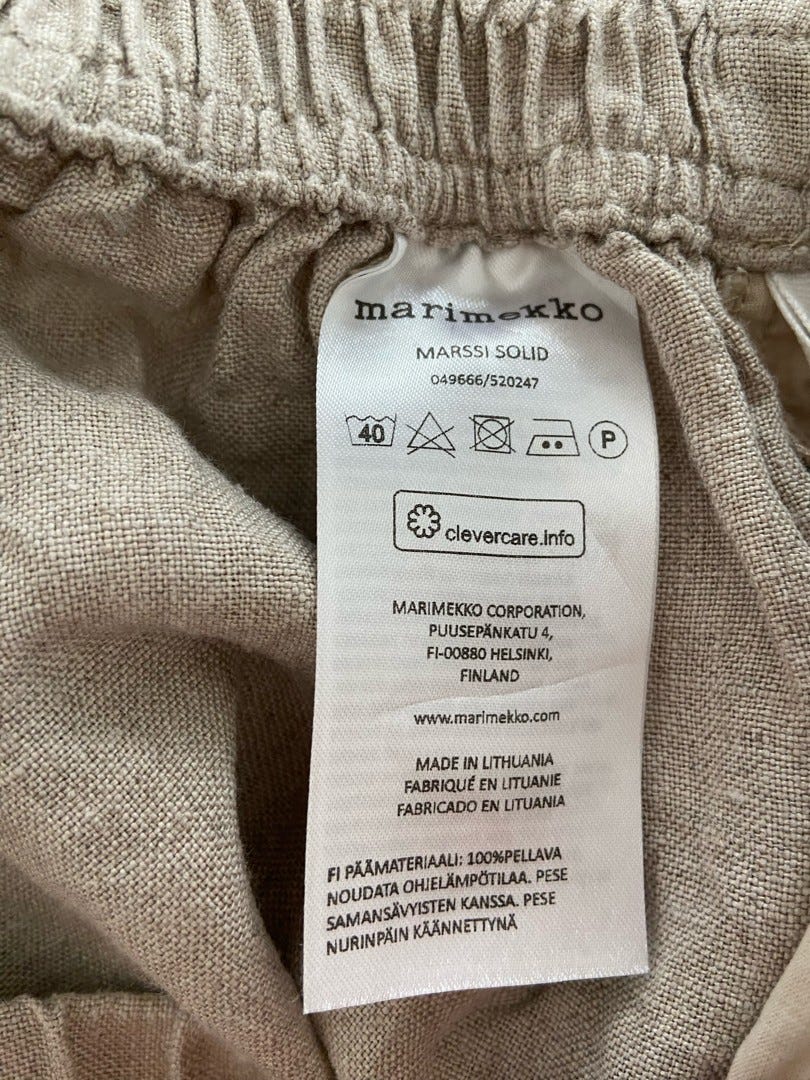 marimekko
MARSSI SOLID
049666/520247
40 P
clevercare.info
MARIMEKKO CORPORATION,
PUUSEPÄNKATU 4,
FI-00880 HELSINKI,
FINLAND
www.marimekko.com
MADE IN LITHUANIA
FABRIQUÉ EN LITUANIE
FABRICADO EN LITUANIA
FI PÄÄMATERIAALI: 100%PELLAVA
NOUDATA OHJELÄMPÖTILAA. PESE
SAMANSÄVYISTEN KANSSA. PESE
NURINPÄIN KÄÄNNETTYNÄ